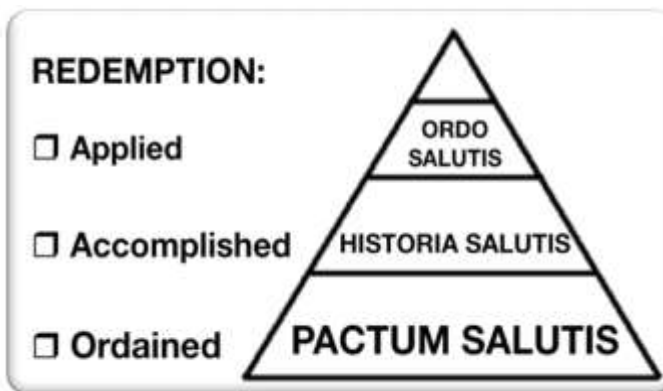 REDEMPTION:
❒ Applied
❒ Accomplished
❒ Ordained
ORDO
SALUTIS
HISTORIA SALUTIS
PACTUM SALUTIS